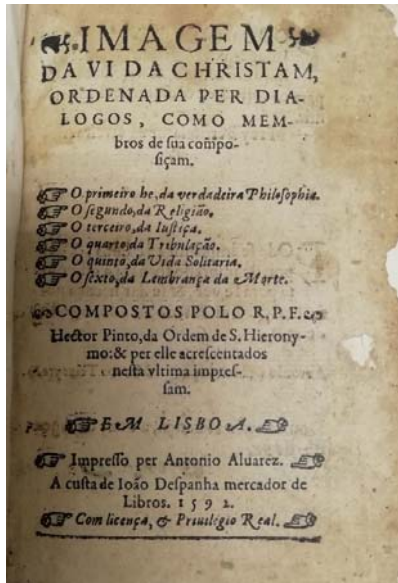 IMAGEM
DA VIDA CHRISTAM,
ORDENADA PER DIA-
LOGOS, COMO MEM-
bros de sua compo-
siçam.
O primeiro he, da verdadeira Philosophia.
O segundo, da Religião.
O terceiro, da Iustiça.
O quarto, da Tribulação.
O quinto, da Vida Solitaria.
O sexto, da Lembrança da Morte.
COMPOSTOS POLO R. P. F.
Hector Pinto, da Ordem de S. Hierony-
mo: & per elle acrescentados
nesta vltima impres-
sam.
EM LISBOA.
Impresso per Antonio Aluarez.
A custa de Ioão Despanha mercador de
Libros. 1592.
Com licença, & Priuilegio Real.